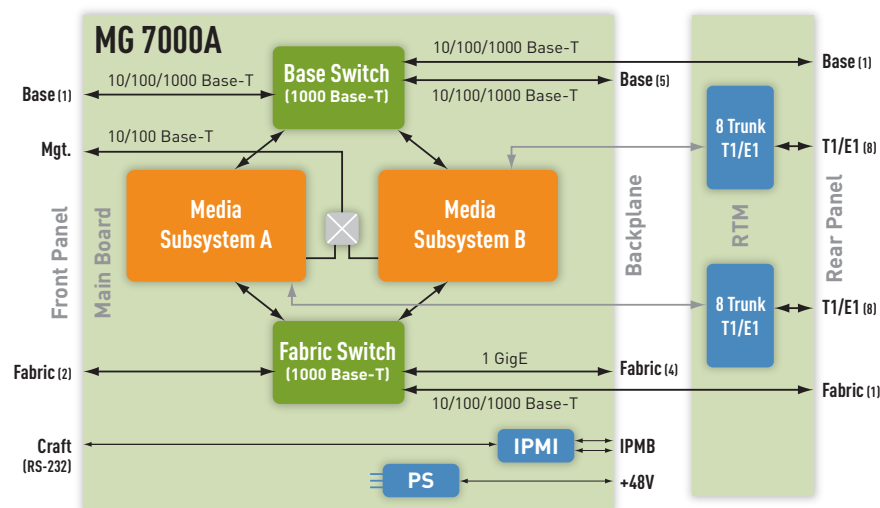 MG 7000A
10/100/1000 Base-T
Base (1)
Base Switch
(1000 Base-T)
10/100/1000 Base-T
Base (1)
10/100/1000 Base-T
Base (5)
10/100 Base-T
Mgt.
8 Trunk
T1/E1
T1/E1 (8)
Media
Subsystem A
Media
Subsystem B
Front Panel
Main Board
Backplane
RTM
Rear Panel
8 Trunk
T1/E1
T1/E1 (8)
Fabric Switch
(1000 Base-T)
1 GigE
Fabric (2)
Fabric (4)
10/100/1000 Base-T
Fabric (1)
Craft
(RS-232)
IPMI
IPMB
PS
+48V